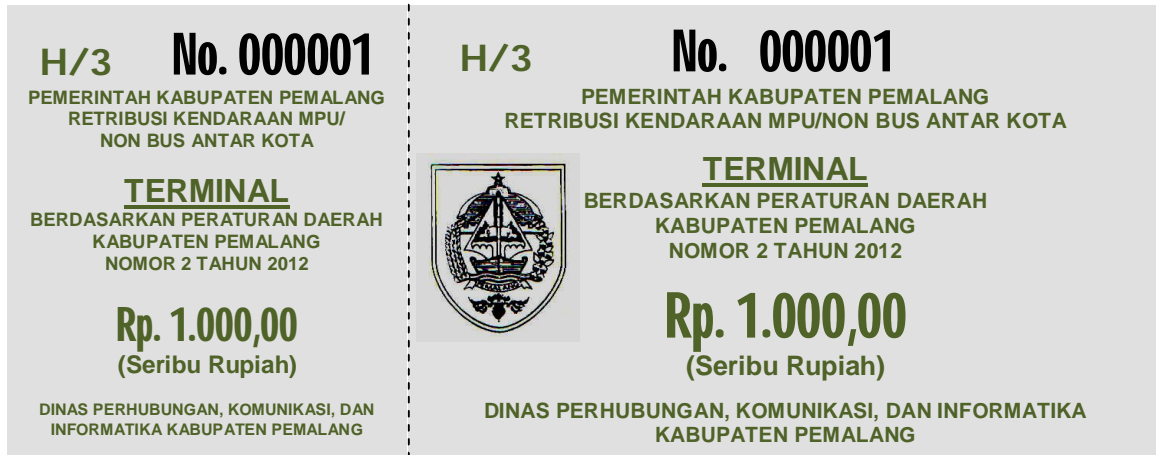 H/3 No. 000001
PEMERINTAH KABUPATEN PEMALANG
RETRIBUSI KENDARAAN MPU/
NON BUS ANTAR KOTA
TERMINAL
BERDASARKAN PERATURAN DAERAH
KABUPATEN PEMALANG
NOMOR 2 TAHUN 2012
Rp. 1.000,00
(Seribu Rupiah)
DINAS PERHUBUNGAN, KOMUNIKASI, DAN
INFORMATIKA KABUPATEN PEMALANG
H/3 No. 000001
PEMERINTAH KABUPATEN PEMALANG
RETRIBUSI KENDARAAN MPU/NON BUS ANTAR KOTA
TERMINAL
BERDASARKAN PERATURAN DAERAH
KABUPATEN PEMALANG
NOMOR 2 TAHUN 2012
PEMALANG
Rp. 1.000,00
(Seribu Rupiah)
DINAS PERHUBUNGAN, KOMUNIKASI, DAN INFORMATIKA
KABUPATEN PEMALANG